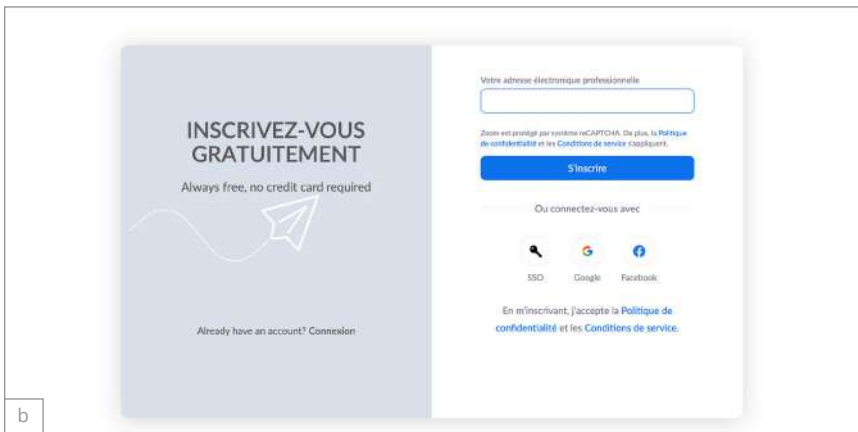 INSCRIVEZ-VOUS
GRATUITEMENT
Always free, no credit card required
Already have an account? Connexion
Votre adresse électronique professionnelle
Zoom est protégé par système reCAPTCHA. De plus, la Politique
de confidentialité et les Conditions de service s'appliquent.
S'inscrire
Ou connectez-vous avec
SSO
Google
Facebook
En m'inscrivant, j'accepte la Politique de
confidentialité et les Conditions de service.
b